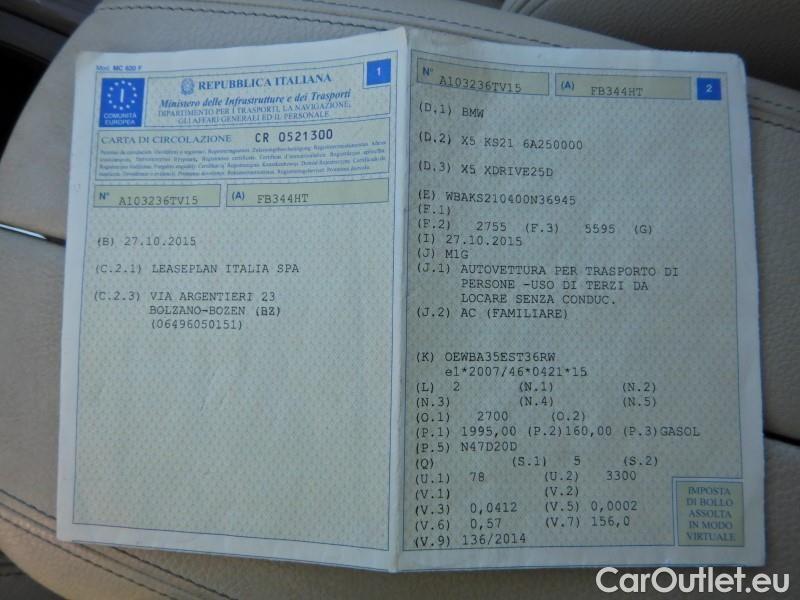 Mod. MC 820 F
1
REPUBBLICA ITALIANA
Ministero delle Infrastrutture e dei Trasporti
DIPARTIMENTO PER I TRASPORTI, LA NAVIGAZIONE,
GLI AFFARI GENERALI ED IL PERSONALE
i
COMUNITÀ
EUROPEA
CARTA DI CIRCOLAZIONE CR 0521300
N° A103236TV15 (A) FB344HT
(B) 27.10.2015
(C.2.1) LEASEPLAN ITALIA SPA
(C.2.3) VIA ARGENTIERI 23
BOLZANO-BOZEN (BZ)
(06496050151)
N° A103236TV15 (A) FB344HT 2
(D.1) BMW
(D.2) X5 KS21 6A250000
(D.3) X5 XDRIVE25D
(E) WBAKS210400N36945
(F.1)
(F.2) 2755 (F.3) 5595 (G)
(I) 27.10.2015
(J) M1G
(J.1) AUTOVETTURA PER TRASPORTO DI
PERSONE -USO DI TERZI DA
LOCARE SENZA CONDUC.
(J.2) AC (FAMILIARE)
(K) OEWBA35EST36RW
e1*2007/46*0421*15
(L) 2 (N.1) (N.2)
(N.3) (N.4) (N.5)
(O.1) 2700 (O.2)
(P.1) 1995,00 (P.2)160,00 (P.3)GASOL
(P.5) N47D20D
(Q) (S.1) 5 (S.2)
(U.1) 78 (U.2) 3300
(V.1) (V.2)
(V.3) 0,0412 (V.5) 0,0002
(V.6) 0,57 (V.7) 156,0
(V.9) 136/2014
IMPOSTA
DI BOLLO
ASSOLTA
IN MODO
VIRTUALE
CarOutlet.eu